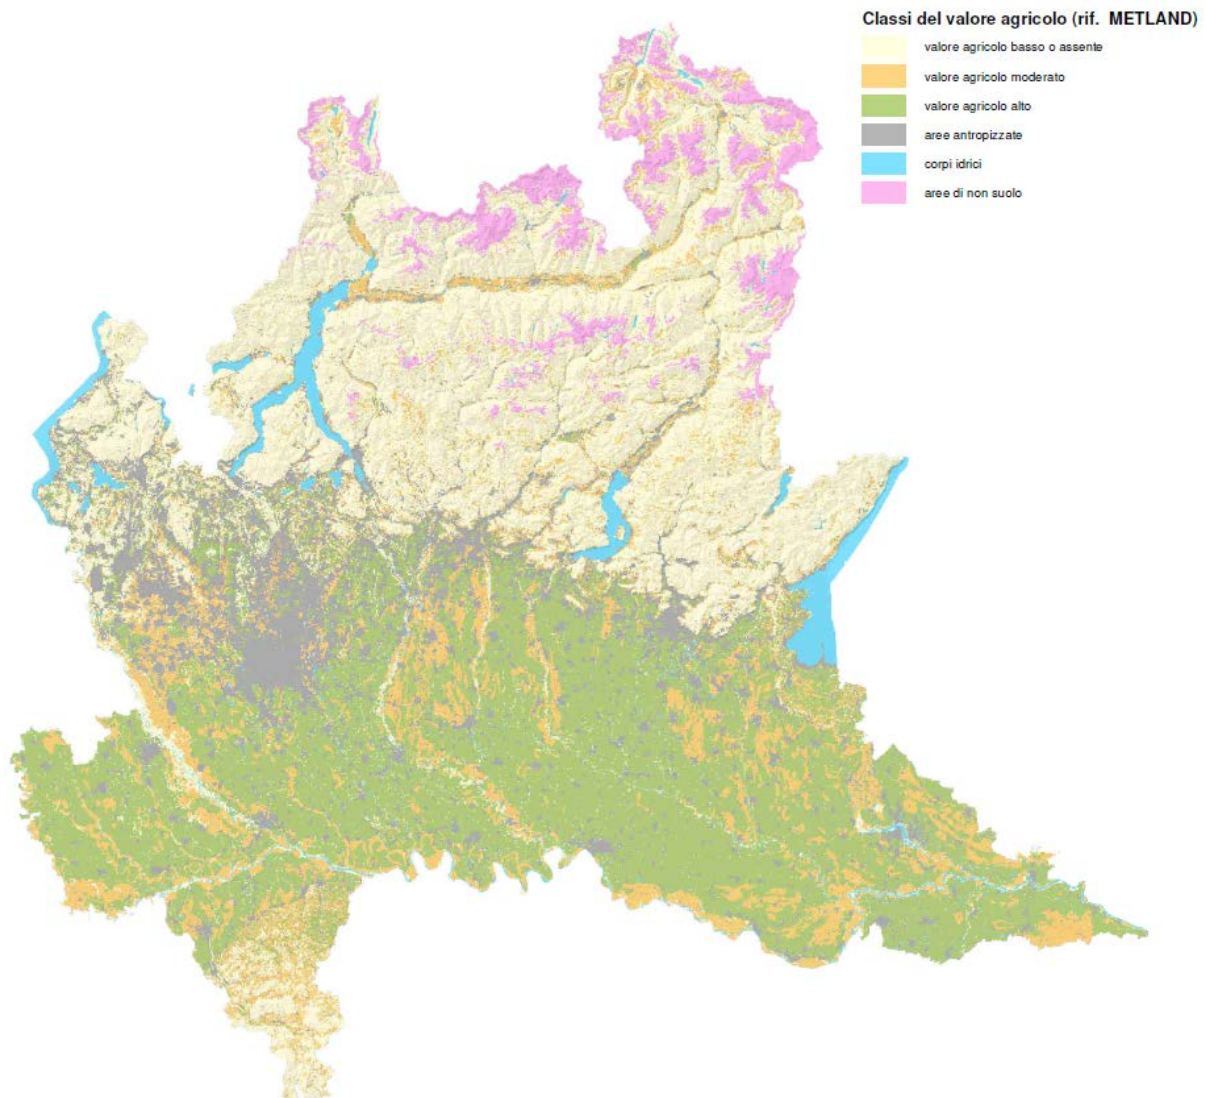 Classi del valore agricolo (rif. METLAND)
valore agricolo basso o assente
valore agricolo moderato
valore agricolo alto
aree antropizzate
corpi idrici
aree di non suolo